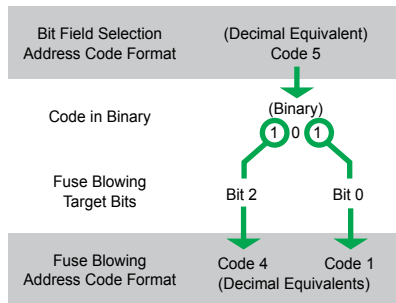 Bit Field Selection
Address Code Format
(Decimal Equivalent)
Code 5
Code in Binary
(Binary)
1 0 1
Fuse Blowing
Target Bits
Bit 2
Bit 0
Fuse Blowing
Address Code Format
Code 4
Code 1
(Decimal Equivalents)